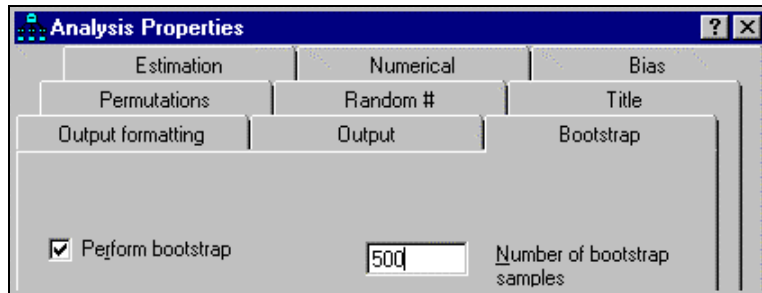 Analysis Properties
Estimation Numerical Bias
Permutations Random # Title
Output formatting Output Bootstrap
Perform bootstrap 500 Number of bootstrap
samples